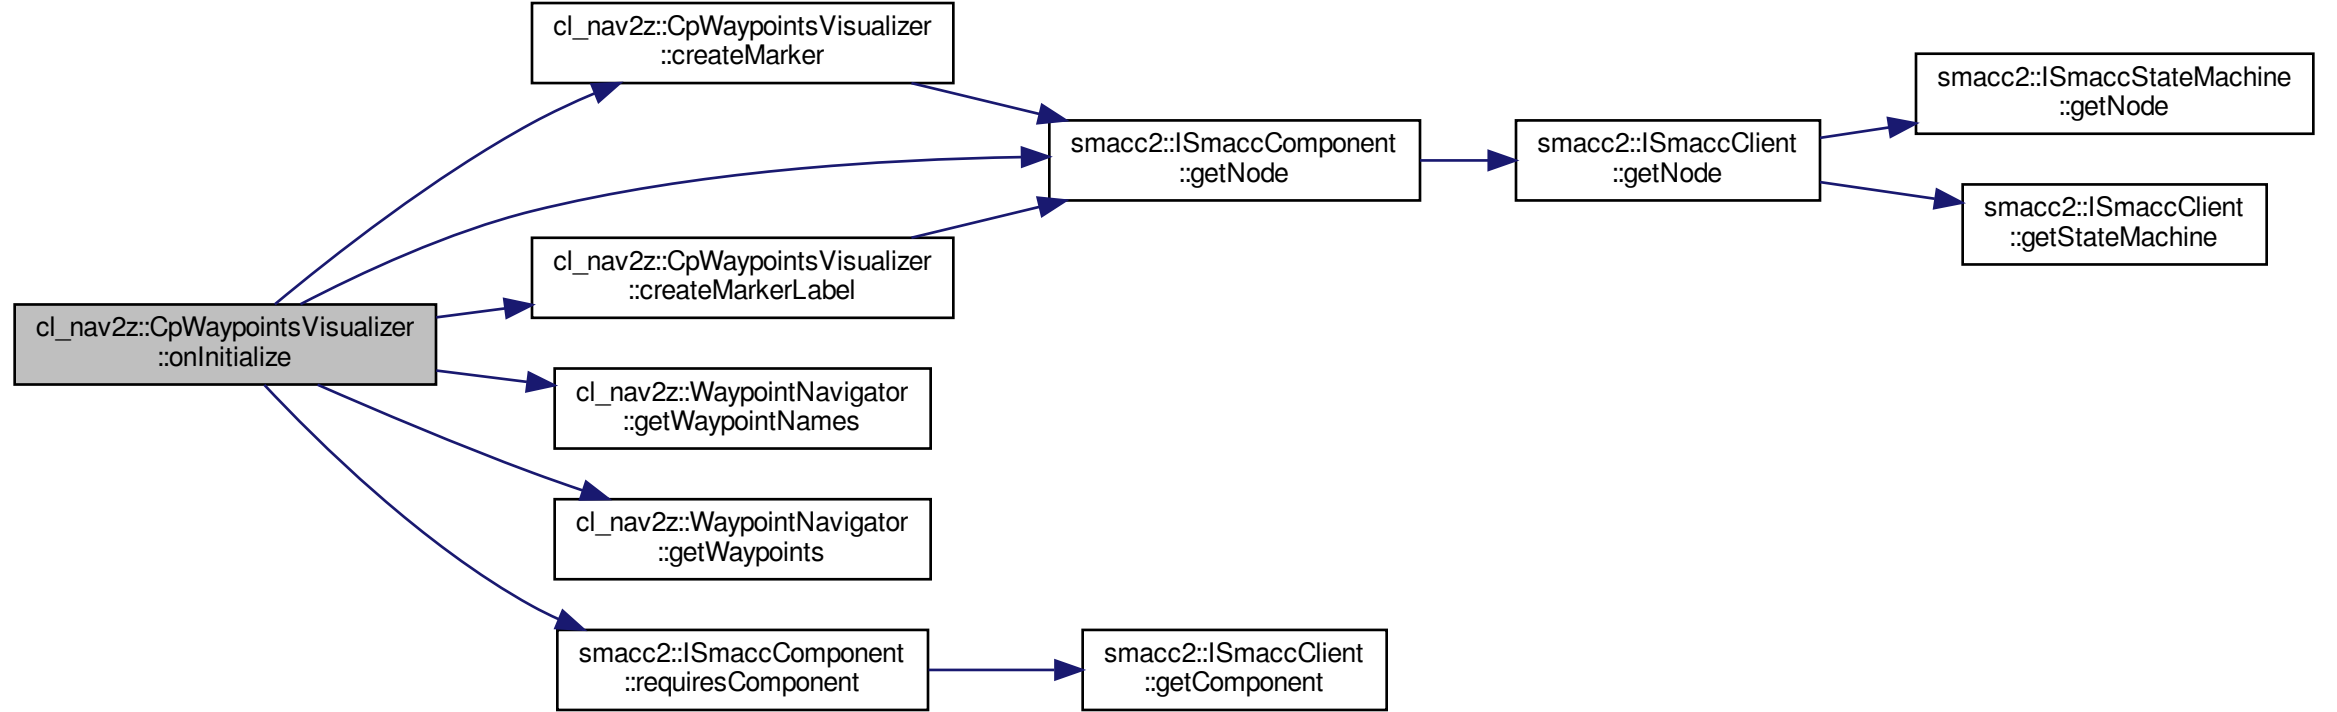 cl_nav2z::CpWaypointsVisualizer
::createMarker
smacc2::ISmaccStateMachine
::getNode
smacc2::ISmaccComponent
::getNode
smacc2::ISmaccClient
::getNode
smacc2::ISmaccClient
::getStateMachine
cl_nav2z::CpWaypointsVisualizer
::createMarkerLabel
cl_nav2z::CpWaypointsVisualizer
::onInitialize
cl_nav2z::WaypointNavigator
::getWaypointNames
cl_nav2z::WaypointNavigator
::getWaypoints
smacc2::ISmaccComponent
::requiresComponent
smacc2::ISmaccClient
::getComponent